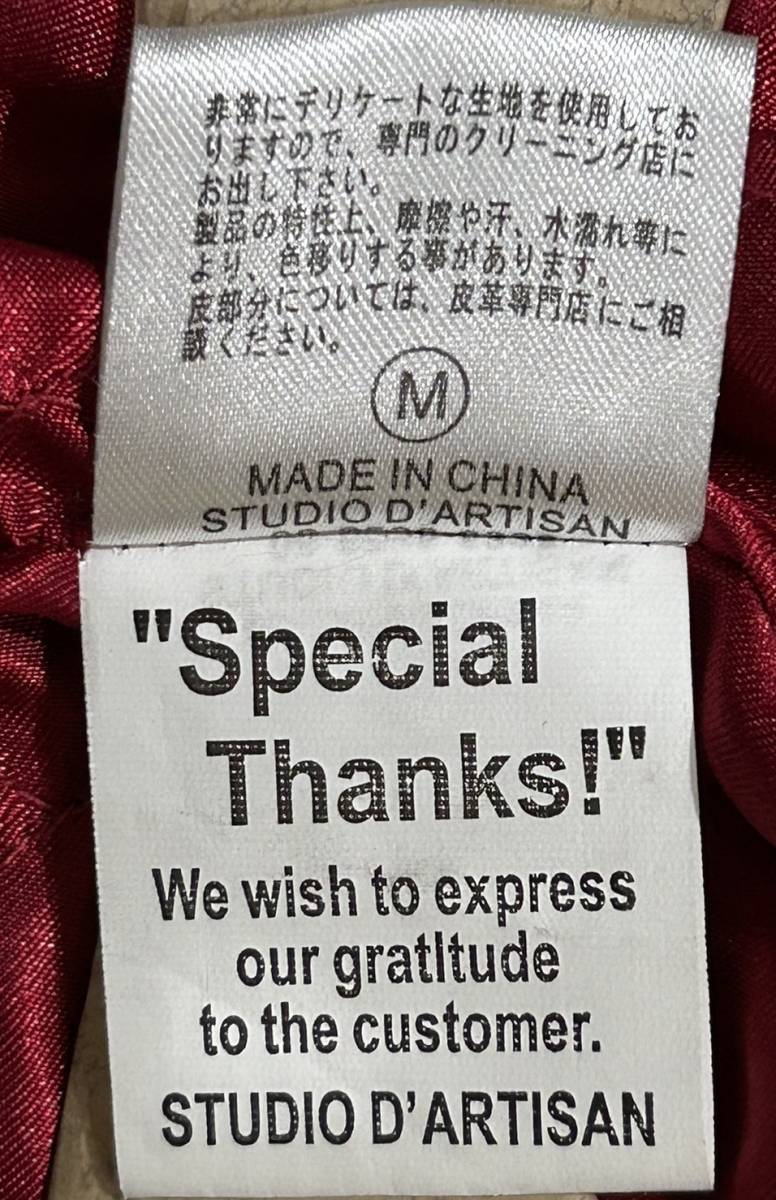 非常にデリケートな生地を使用してお
りますので、専門のクリーニング店に
お出し下さい。
製品の特性上、摩擦や汗、水濡れ等に
より、色移りする事があります。
皮部分については、皮革専門店にご相
談ください。
M
MADE IN CHINA
STUDIO D'ARTISAN
"Special
Thanks!"
We wish to express
our gratitude
to the customer.
STUDIO D'ARTISAN